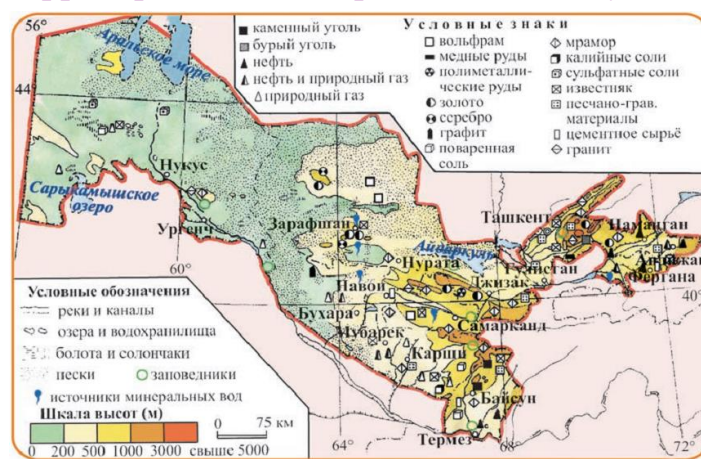 56°
44
Аральское море
Нукус
Сарыкамышское
озеро
Ургенч
60
Зарафшан
Айдаркуль
Нурата
Навои
Бухара
Мубарек
Карши
Самарканд
Джизак
Гулистан
Ташкент
Наманган
Андижан
Фергана
40°
Байсун
Термез
64
68
72°
каменный уголь
бурый уголь
нефть
нефть и природный газ
природный газ
Условные знаки
вольфрам
медные руды
полиметалли-
ческие руды
золото
серебро
графит
поваренная
соль
мрамор
калийные соли
сульфатные соли
известняк
песчано-грав.
материалы
цементное сырьё
гранит
Условные обозначения
реки и каналы
озера и водохранилища
болота и солончаки
пески
заповедники
источники минеральных вод
Шкала высот (м)
0 75 км
0 200 500 1000 3000 свыше 5000